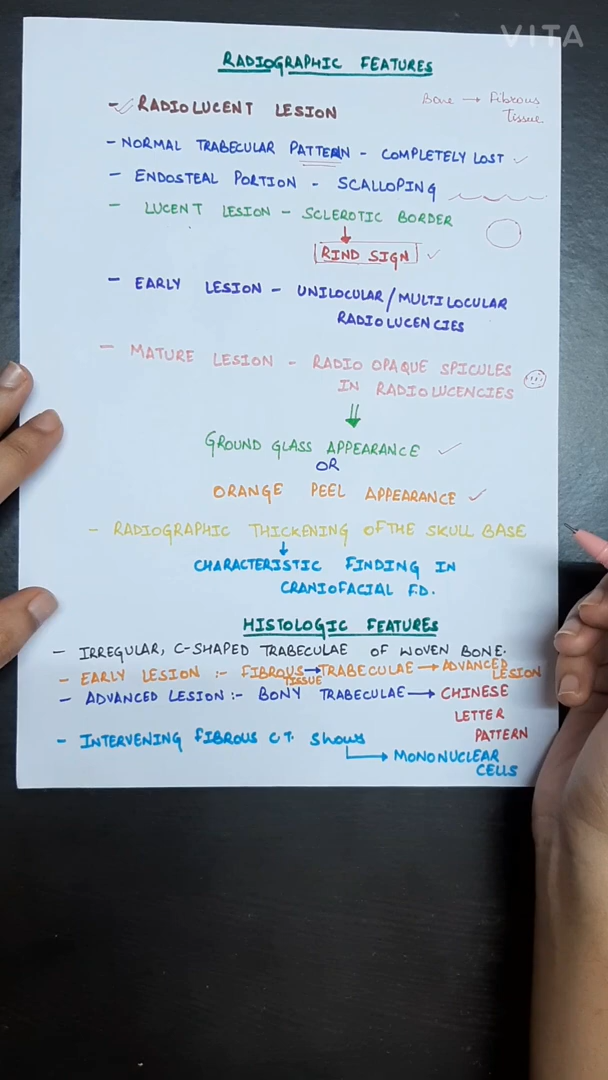 VITA
RADIOGRAPHIC FEATURES
Bone → Fibrous
Tissue
- RADIOLUCENT LESION
- NORMAL TRABECULAR PATTERN - COMPLETELY LOST
- ENDOSTEAL PORTION - SCALLOPING
- LUCENT LESION - SCLEROTIC BORDER
↓
RIND SIGN
- EARLY LESION - UNILOCULAR/MULTILOCULAR
RADIOLUCENCIES
- MATURE LESION - RADIO OPAQUE SPICULES
IN RADIOLUCENCIES
⇓
GROUND GLASS APPEARANCE
OR
ORANGE PEEL APPEARANCE
- RADIOGRAPHIC THICKENING OF THE SKULL BASE
↓
CHARACTERISTIC FINDING IN
CRANIOFACIAL F.D.
HISTOLOGIC FEATURES
- IRREGULAR, C-SHAPED TRABECULAE OF WOVEN BONE.
- EARLY LESION :- FIBROUS TISSUE → TRABECULAE → ADVANCED LESION
- ADVANCED LESION :- BONY TRABECULAE → CHINESE
LETTER
PATTERN
- INTERVENING FIBROUS C.T. Shows
→ MONONUCLEAR
CELLS